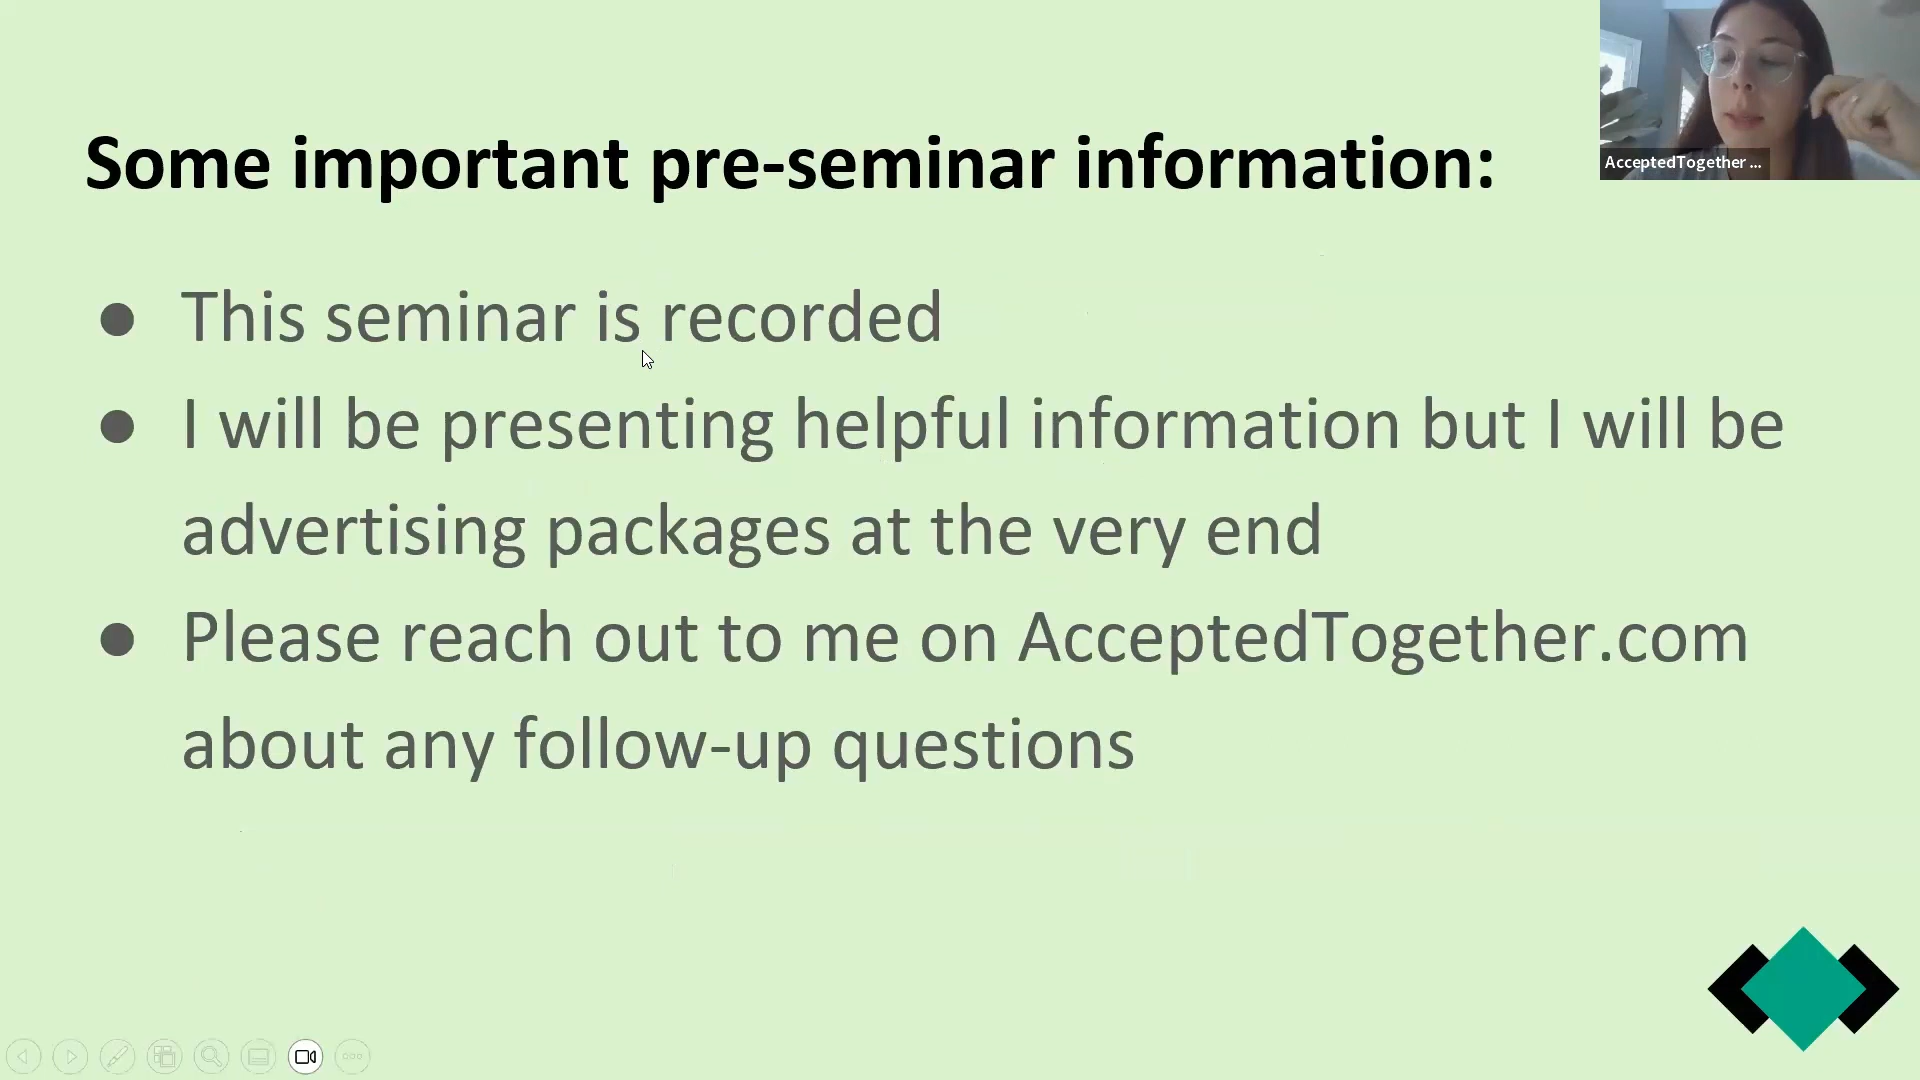 Some important pre-seminar information:
AcceptedTogether ...
● This seminar is recorded
● I will be presenting helpful information but I will be
advertising packages at the very end
● Please reach out to me on AcceptedTogether.com
about any follow-up questions